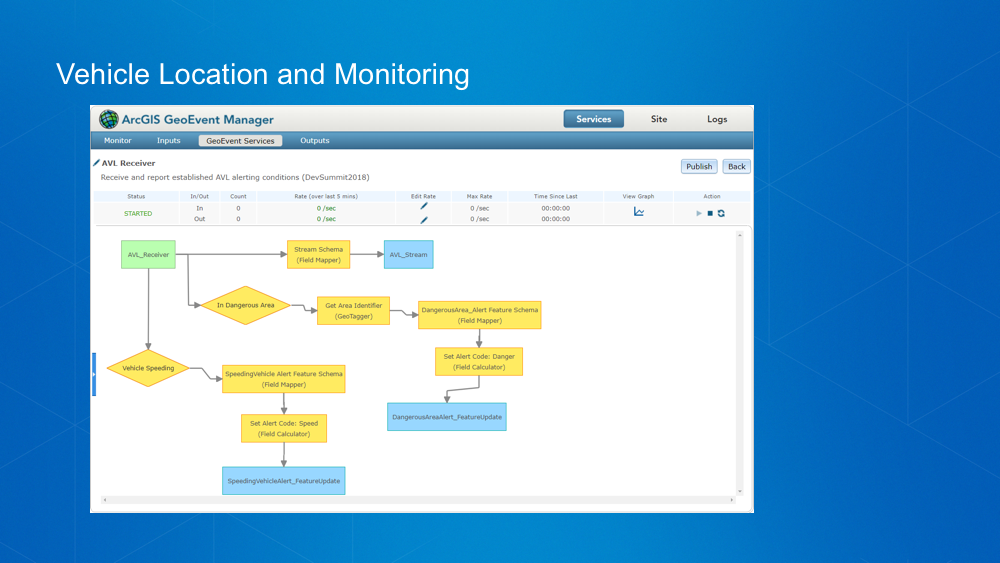 Vehicle Location and Monitoring
ArcGIS GeoEvent Manager
Services Site Logs
Monitor Inputs GeoEvent Services Outputs
AVL Receiver
Publish Back
Receive and report established AVL alerting conditions (DevSummit2018)
Status In/Out Count Rate (over last 5 mins) Edit Rate Max Rate Time Since Last View Graph Action
STARTED
In 0 0 /sec 0 /sec 00:00:00
Out 0 0 /sec 0 /sec 00:00:00
AVL_Receiver
Stream Schema
(Field Mapper)
AVL_Stream
In Dangerous Area
Get Area Identifier
(GeoTagger)
DangerousArea_Alert Feature Schema
(Field Mapper)
Set Alert Code: Danger
(Field Calculator)
DangerousAreaAlert_FeatureUpdate
Vehicle Speeding
SpeedingVehicle Alert Feature Schema
(Field Mapper)
Set Alert Code: Speed
(Field Calculator)
SpeedingVehicleAlert_FeatureUpdate